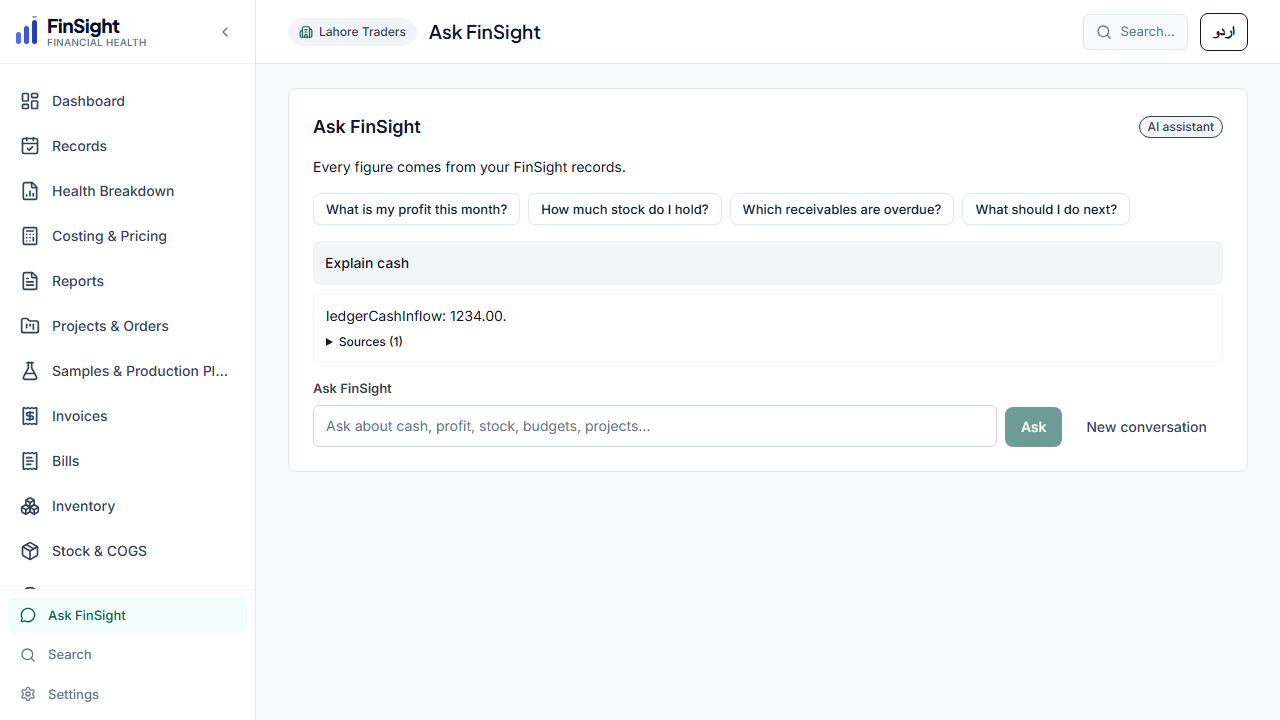 FinSight
FINANCIAL HEALTH
Dashboard
Records
Health Breakdown
Costing & Pricing
Reports
Projects & Orders
Samples & Production Pl...
Invoices
Bills
Inventory
Stock & COGS
Ask FinSight
Search
Settings
Lahore Traders
Ask FinSight
Search...
اردو
Ask FinSight
AI assistant
Every figure comes from your FinSight records.
What is my profit this month?
How much stock do I hold?
Which receivables are overdue?
What should I do next?
Explain cash
ledgerCashInflow: 1234.00.
Sources (1)
Ask FinSight
Ask about cash, profit, stock, budgets, projects...
Ask
New conversation